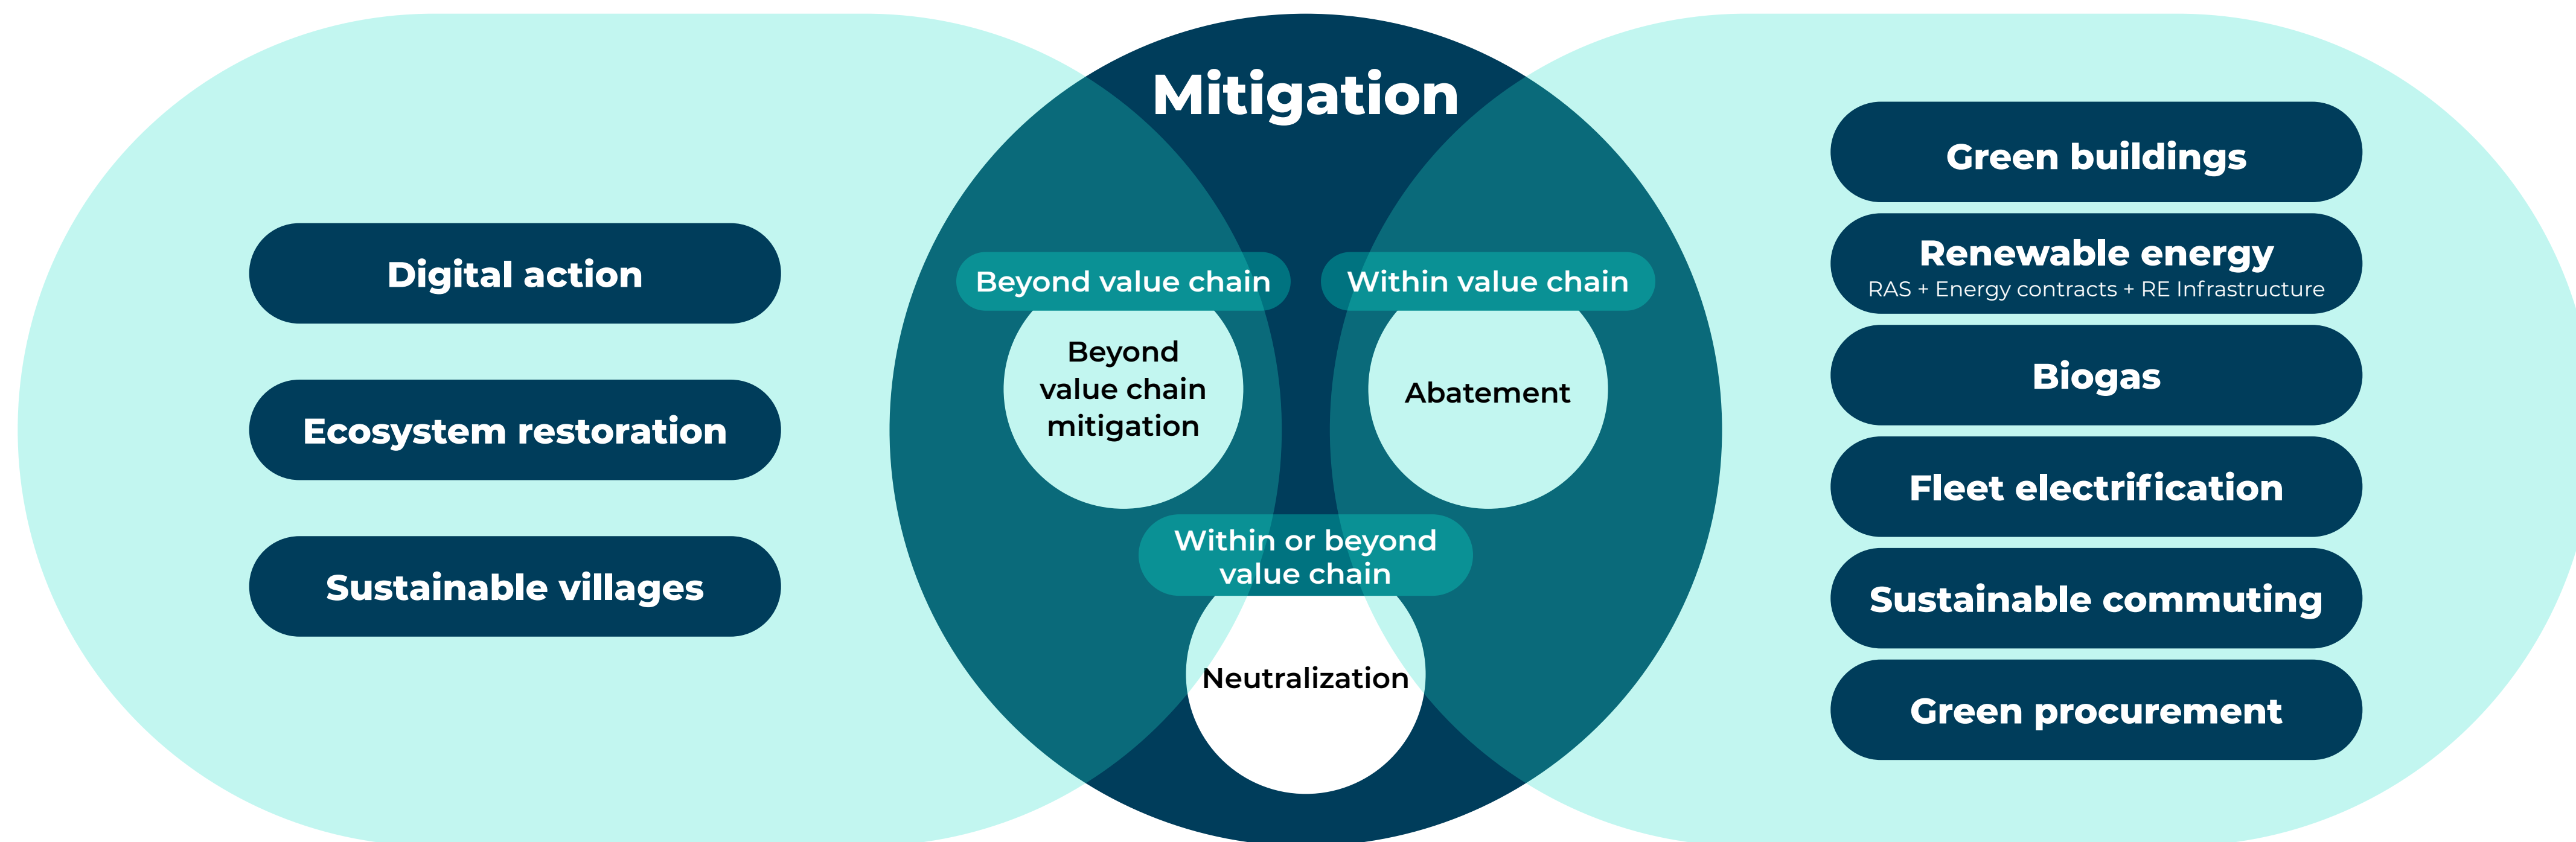 Mitigation
Digital action
Ecosystem restoration
Sustainable villages
Beyond value chain
Beyond
value chain
mitigation
Within value chain
Abatement
Within or beyond
value chain
Neutralization
Green buildings
Renewable energy
RAS + Energy contracts + RE Infrastructure
Biogas
Fleet electrification
Sustainable commuting
Green procurement